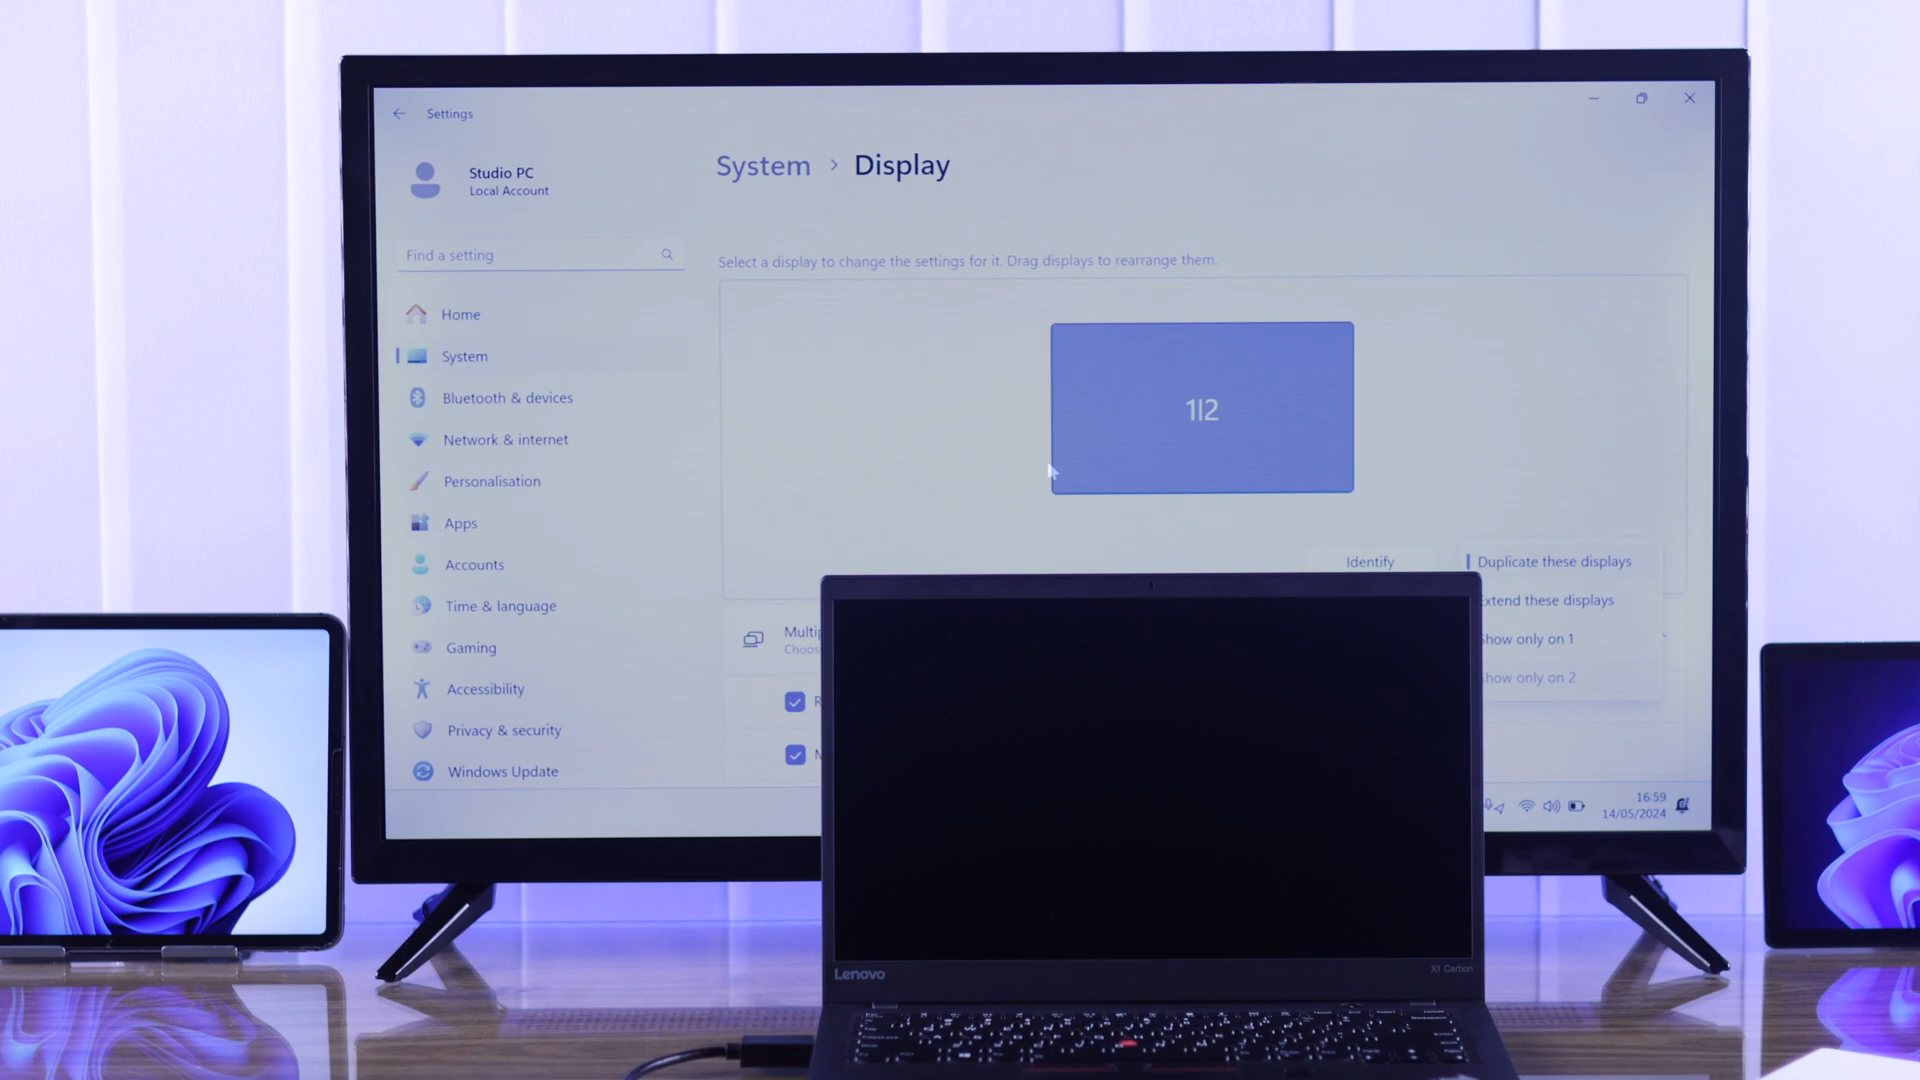 Settings
Studio PC
Local Account
System > Display
Find a setting
Select a display to change the settings for it. Drag displays to rearrange them.
Home
System
Bluetooth & devices
Network & internet
Personalisation
Apps
Accounts
Time & language
Gaming
Accessibility
Privacy & security
Windows Update
1|2
Identify
Duplicate these displays
Extend these displays
Show only on 1
Show only on 2
16:59
14/05/2024
Lenovo
X1 Carbon